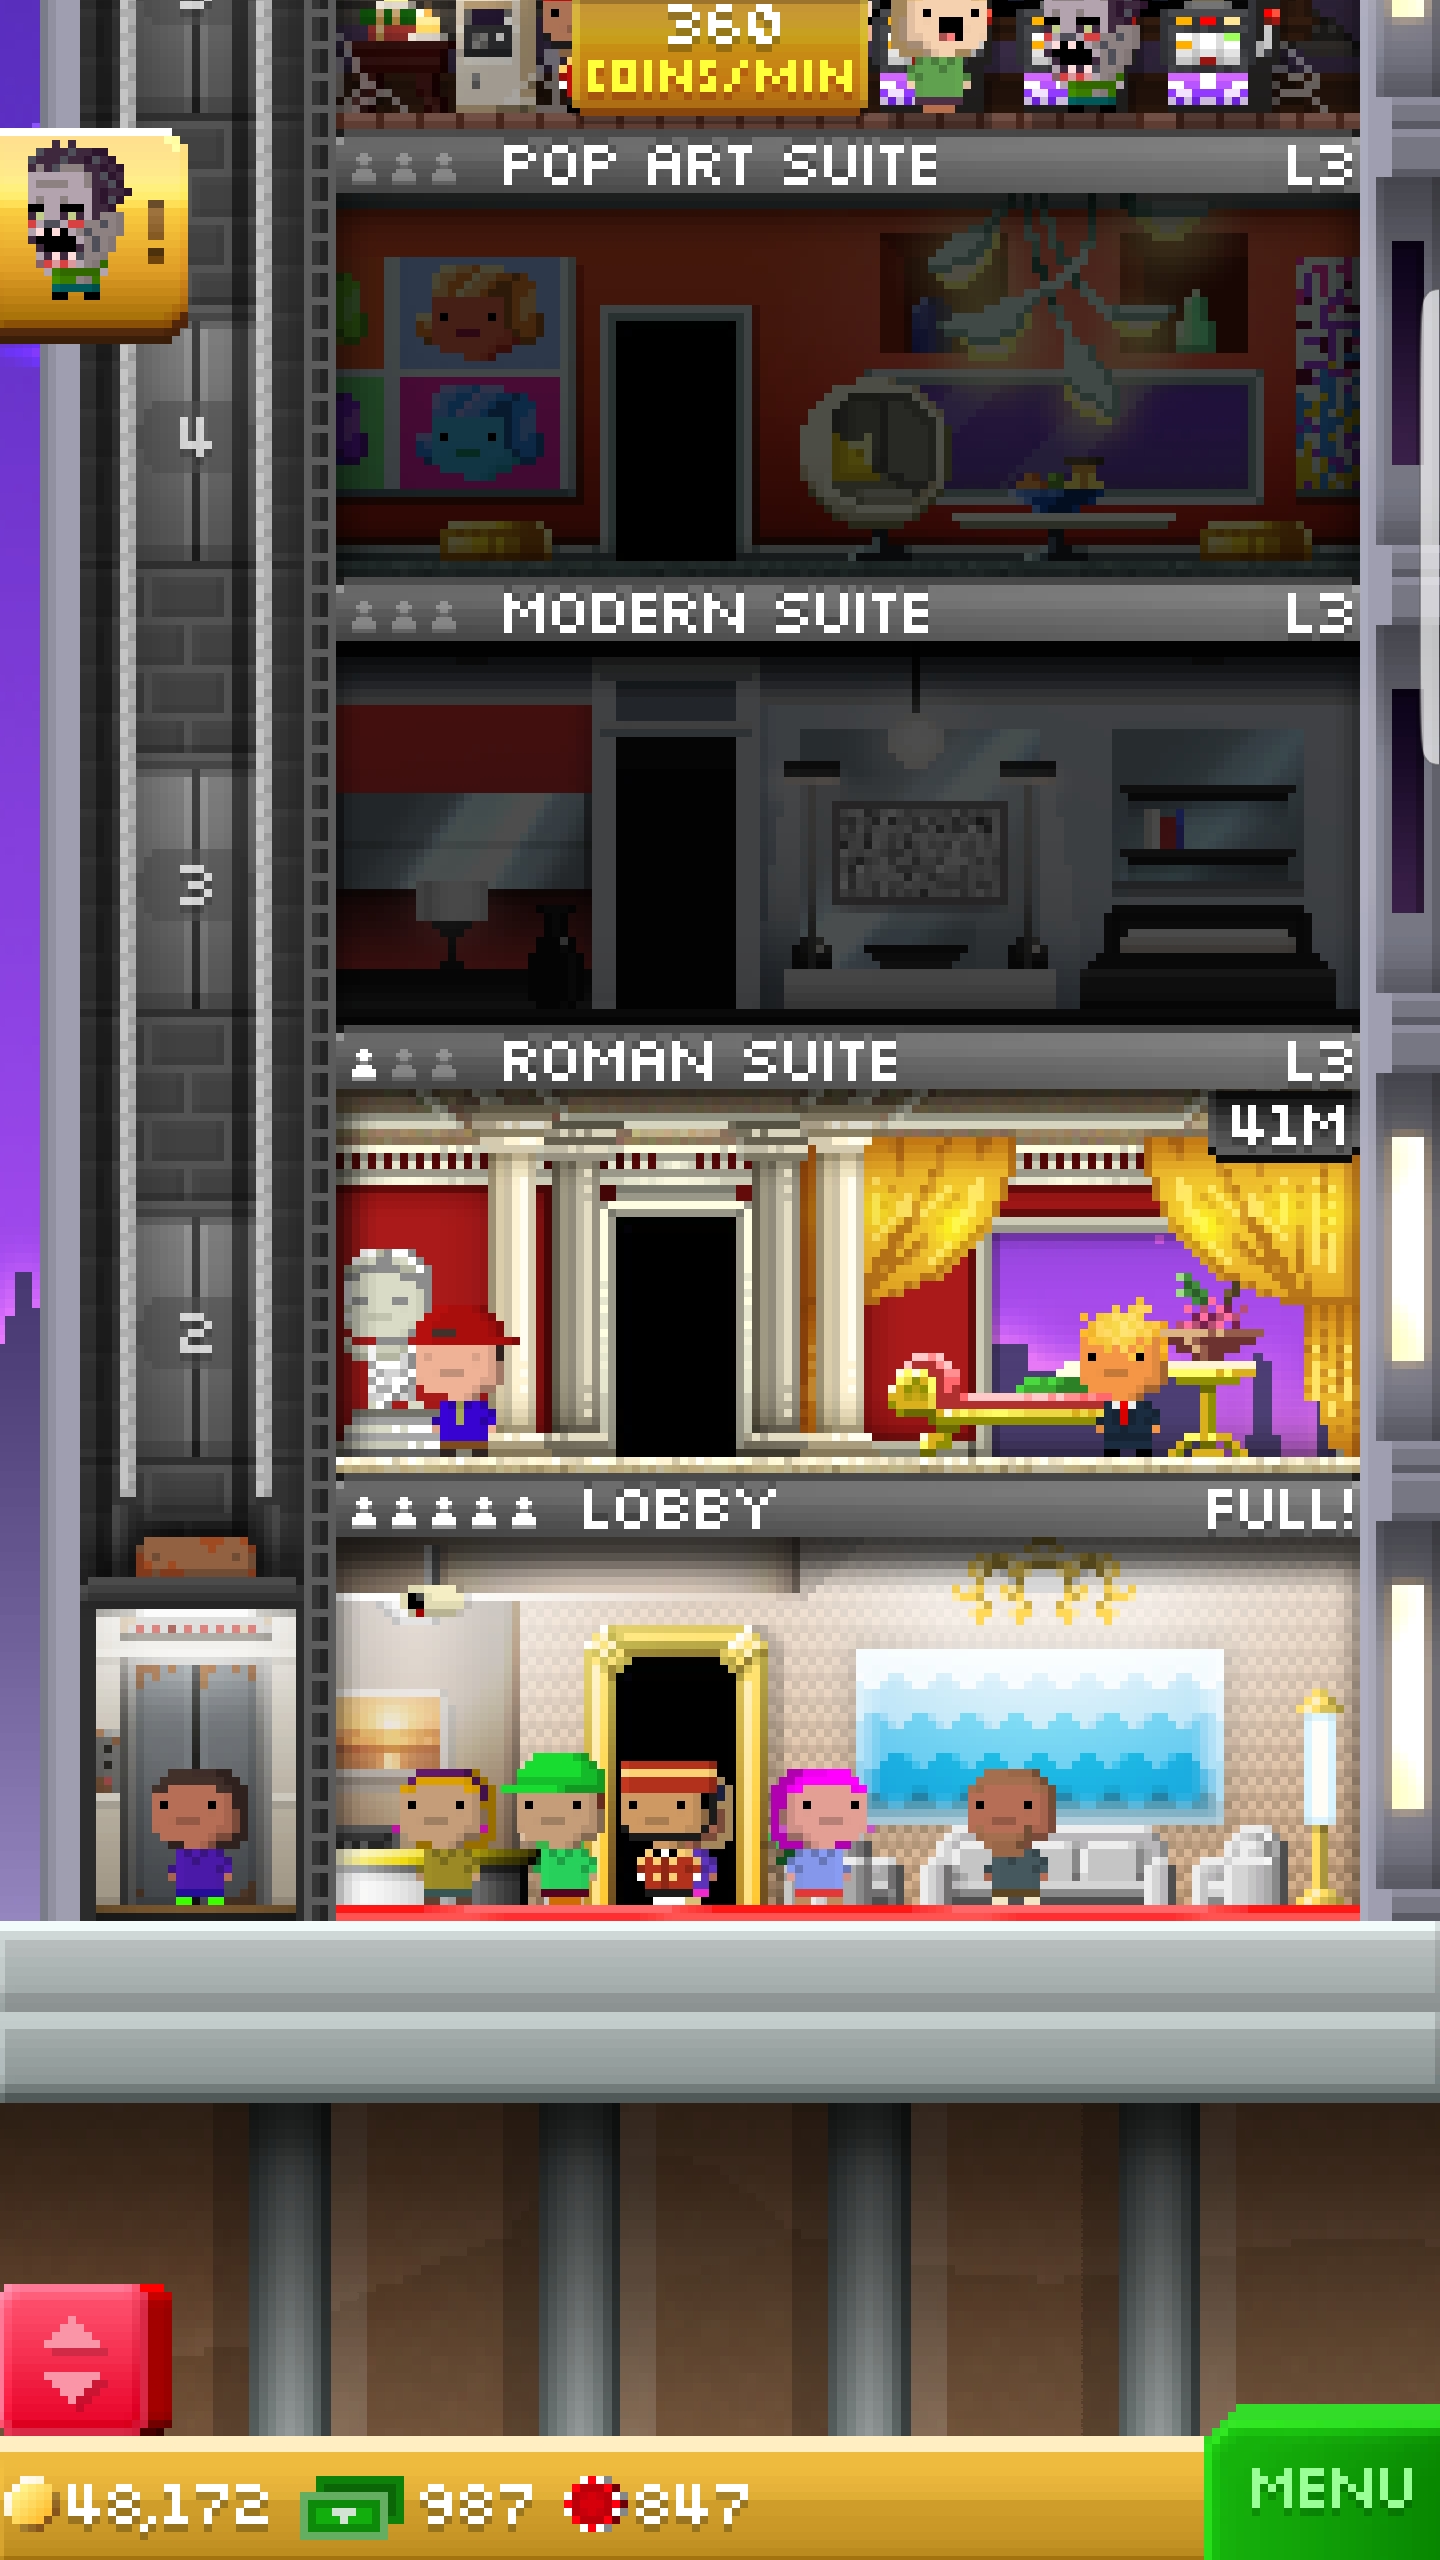 360
COINS/MIN
POP ART SUITE L3
!
4
MODERN SUITE L3
3
ROMAN SUITE L3
41M
2
LOBBY FULL!
48,172 987 847
MENU